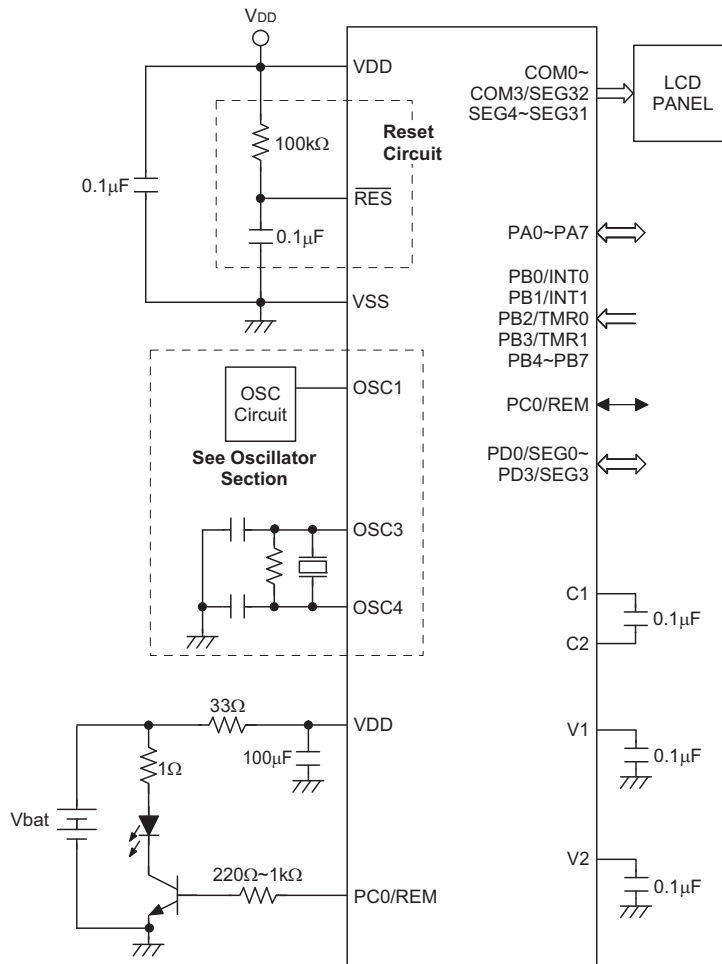 VDD
VDD
COM0~
COM3/SEG32
SEG4~SEG31
LCD
PANEL
Reset
Circuit
100kΩ
0.1μF
RES
0.1μF
VSS
PA0~PA7
PB0/INT0
PB1/INT1
PB2/TMR0
PB3/TMR1
PB4~PB7
OSC
Circuit
OSC1
PC0/REM
See Oscillator
Section
PD0/SEG0~
PD3/SEG3
OSC3
OSC4
C1
0.1μF
C2
33Ω
VDD
100μF
1Ω
V1
0.1μF
Vbat
220Ω~1kΩ
PC0/REM
V2
0.1μF